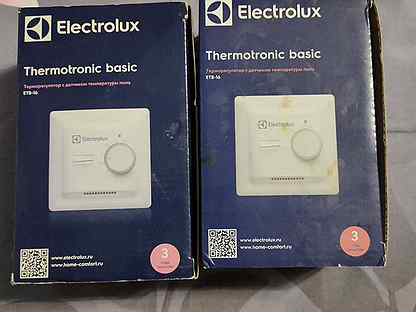 Electrolux
Thermotronic basic
Терморегулятор с датчиком температуры пола
ETB-16
Electrolux
www.electrolux.ru
www.home-comfort.ru
3
Electrolux
Thermotronic basic
Терморегулятор с датчиком температуры пола
ETB-16
Electrolux
www.electrolux.ru
www.home-comfort.ru
3